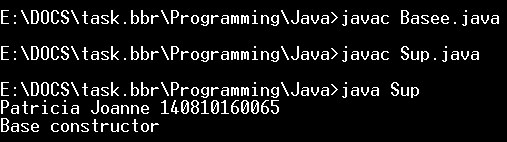 E:\DOCS\task.bbr\Programming\Java>javac Basee.java
E:\DOCS\task.bbr\Programming\Java>javac Sup.java
E:\DOCS\task.bbr\Programming\Java>java Sup
Patricia Joanne 140810160065
Base constructor